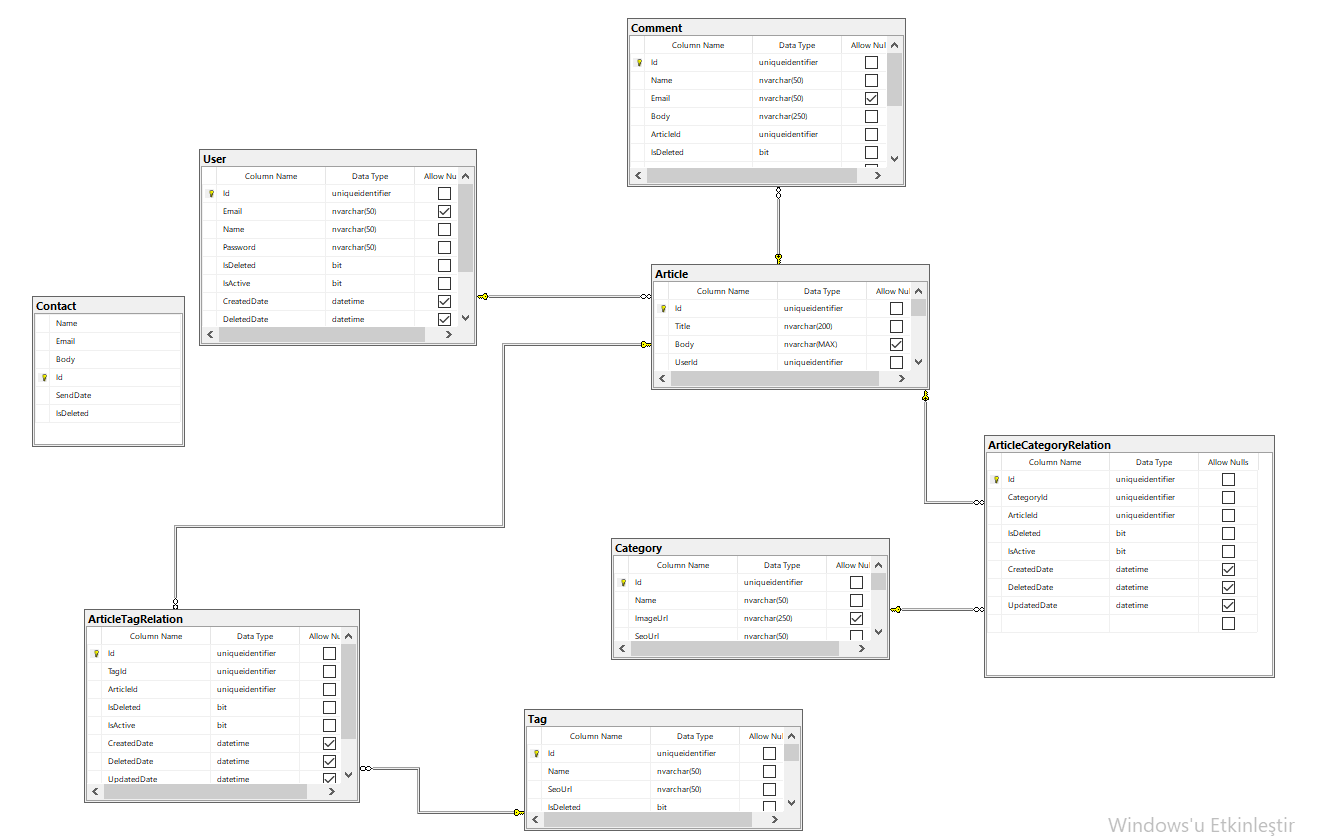 Comment
Column Name Data Type Allow Nul
Id uniqueidentifier
Name nvarchar(50)
Email nvarchar(50)
Body nvarchar(250)
ArticleId uniqueidentifier
IsDeleted bit
User
Column Name Data Type Allow Nu
Id uniqueidentifier
Email nvarchar(50)
Name nvarchar(50)
Password nvarchar(50)
IsDeleted bit
IsActive bit
CreatedDate datetime
DeletedDate datetime
Article
Column Name Data Type Allow Nul
Id uniqueidentifier
Title nvarchar(200)
Body nvarchar(MAX)
UserId uniqueidentifier
Contact
Name
Email
Body
Id
SendDate
IsDeleted
ArticleCategoryRelation
Column Name Data Type Allow Nulls
Id uniqueidentifier
CategoryId uniqueidentifier
ArticleId uniqueidentifier
IsDeleted bit
IsActive bit
CreatedDate datetime
DeletedDate datetime
UpdatedDate datetime
Category
Column Name Data Type Allow Nul
Id uniqueidentifier
Name nvarchar(50)
ImageUrl nvarchar(250)
SeoUrl nvarchar(50)
ArticleTagRelation
Column Name Data Type Allow Nu
Id uniqueidentifier
TagId uniqueidentifier
ArticleId uniqueidentifier
IsDeleted bit
IsActive bit
CreatedDate datetime
DeletedDate datetime
UpdatedDate datetime
Tag
Column Name Data Type Allow Nul
Id uniqueidentifier
Name nvarchar(50)
SeoUrl nvarchar(50)
IsDeleted bit
Windows'u Etkinleştir